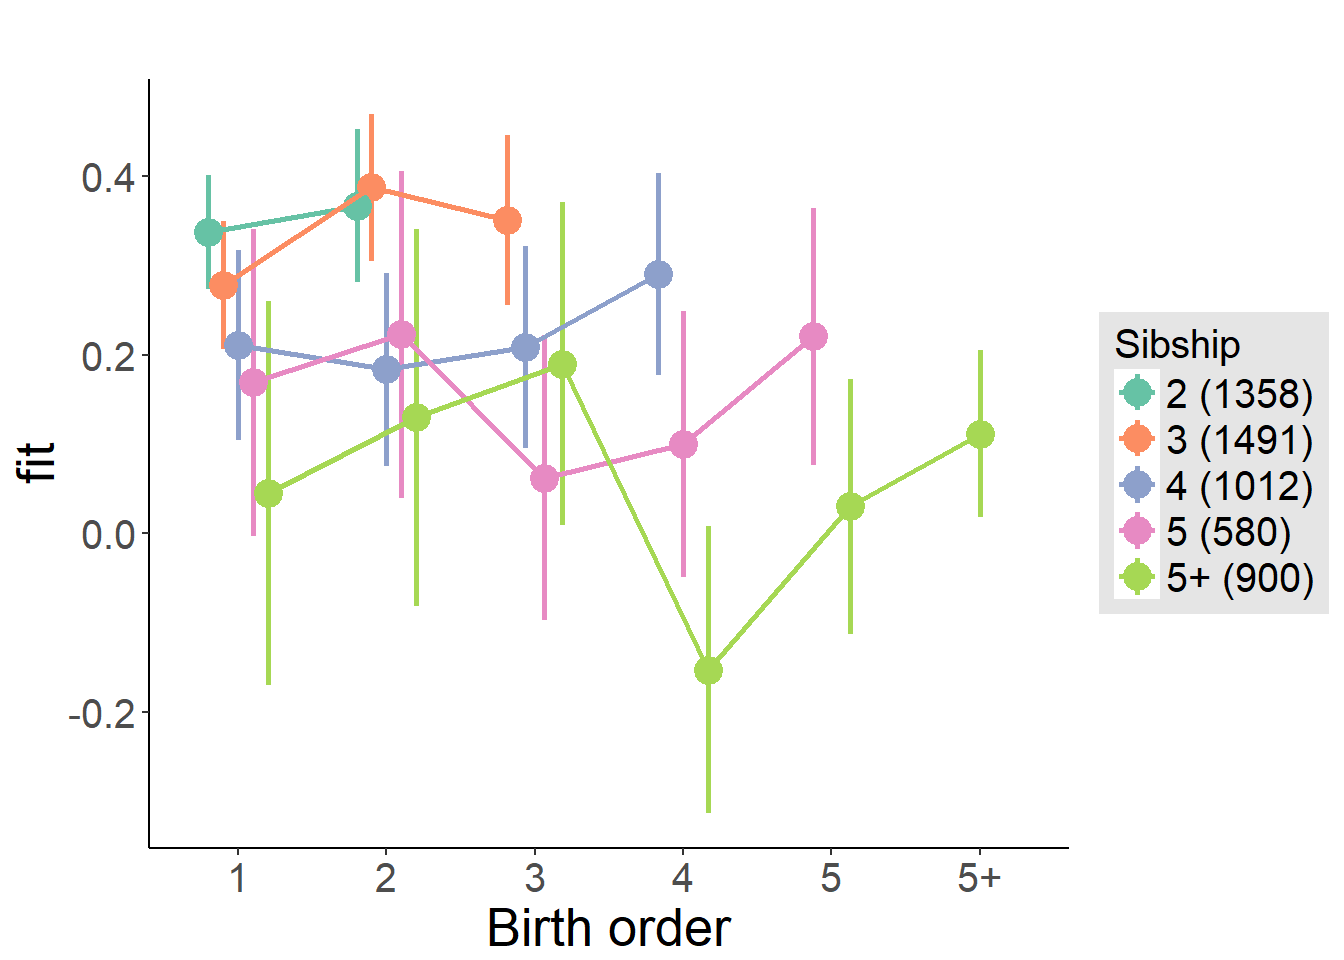 0.4
0.2
0.0
-0.2
fit
1 2 3 4 5 5+
Birth order
Sibship
2 (1358)
3 (1491)
4 (1012)
5 (580)
5+ (900)